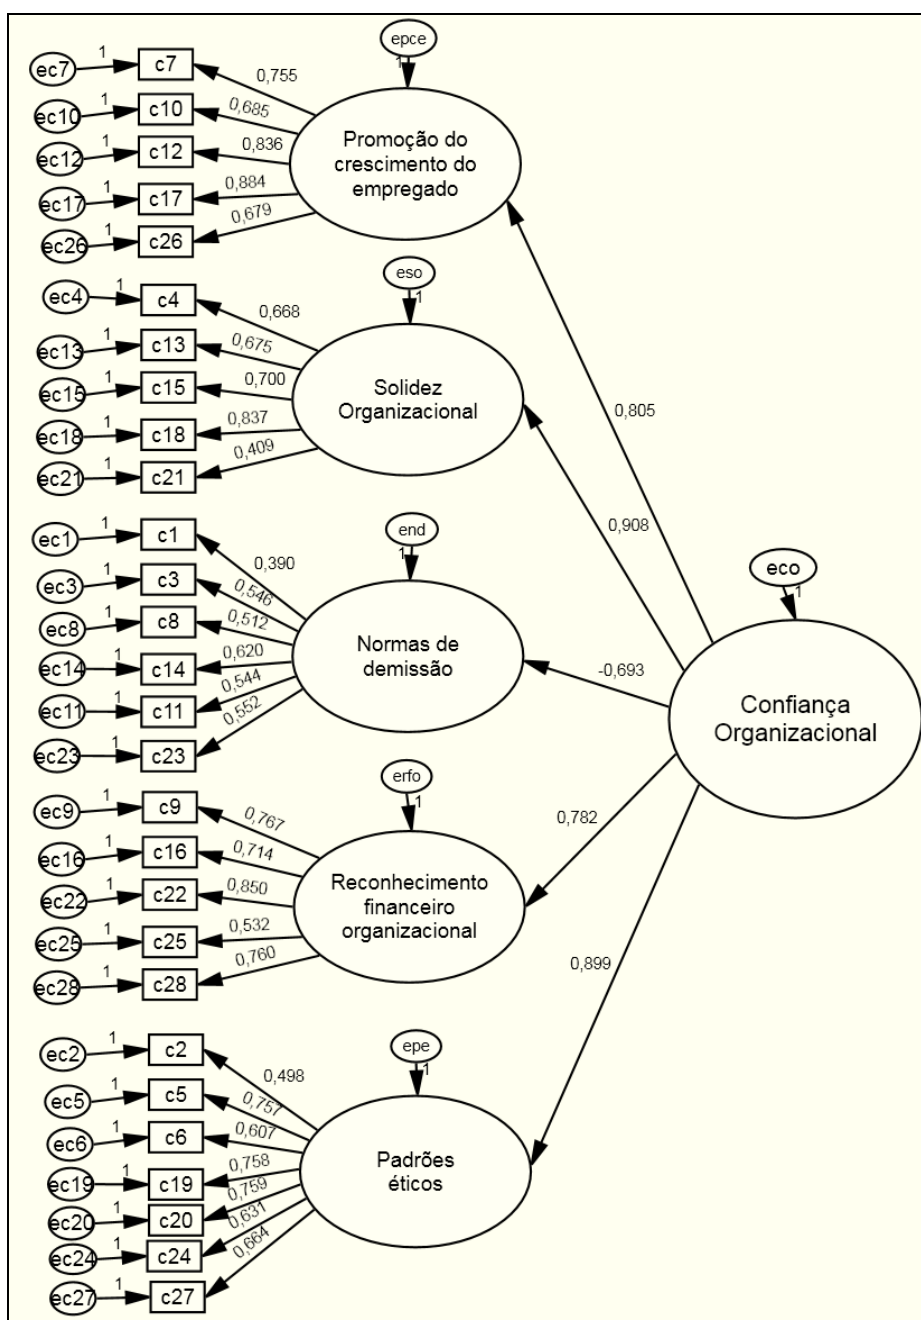 epce
1
ec7 1 c7 0,755
ec10 1 c10 0,685
ec12 1 c12 0,836
ec17 1 c17 0,884
ec26 1 c26 0,679
Promoção do
crescimento do
empregado
eso
1
ec4 1 c4 0,668
ec13 1 c13 0,675
ec15 1 c15 0,700
ec18 1 c18 0,837
ec21 1 c21 0,409
Solidez
Organizacional
0,805
0,908
end
1
ec1 1 c1 0,390
ec3 1 c3 0,546
ec8 1 c8 0,512
ec14 1 c14 0,620
ec11 1 c11 0,544
ec23 1 c23 0,552
Normas de
demissão
-0,693
eco
1
Confiança
Organizacional
erfo
1
ec9 1 c9 0,767
ec16 1 c16 0,714
ec22 1 c22 0,850
ec25 1 c25 0,532
ec28 1 c28 0,760
Reconhecimento
financeiro
organizacional
0,782
0,899
epe
1
ec2 1 c2 0,498
ec5 1 c5 0,757
ec6 1 c6 0,607
ec19 1 c19 0,758
ec20 1 c20 0,759
ec24 1 c24 0,631
ec27 1 c27 0,664
Padrões
éticos